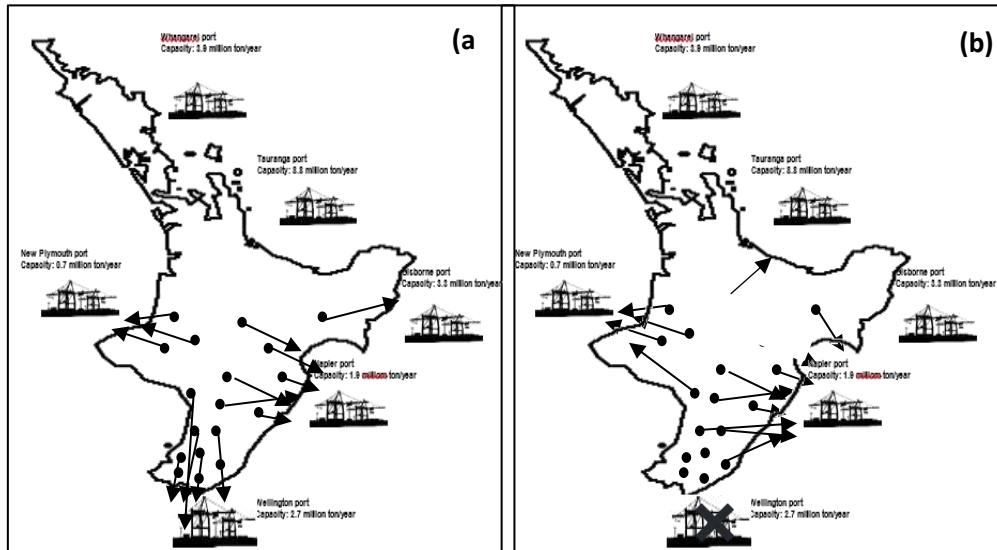 (a
Whangarei port
Capacity: 3.9 million ton/year
Tauranga port
Capacity: 8.8 million ton/year
New Plymouth port
Capacity: 0.7 million ton/year
Gisborne port
Capacity: 3.3 million ton/year
Napier port
Capacity: 1.9 million ton/year
Wellington port
Capacity: 2.7 million ton/year
(b)
Whangarei port
Capacity: 3.9 million ton/year
Tauranga port
Capacity: 8.8 million ton/year
New Plymouth port
Capacity: 0.7 million ton/year
Gisborne port
Capacity: 3.3 million ton/year
Napier port
Capacity: 1.9 million ton/year
Wellington port
Capacity: 2.7 million ton/year